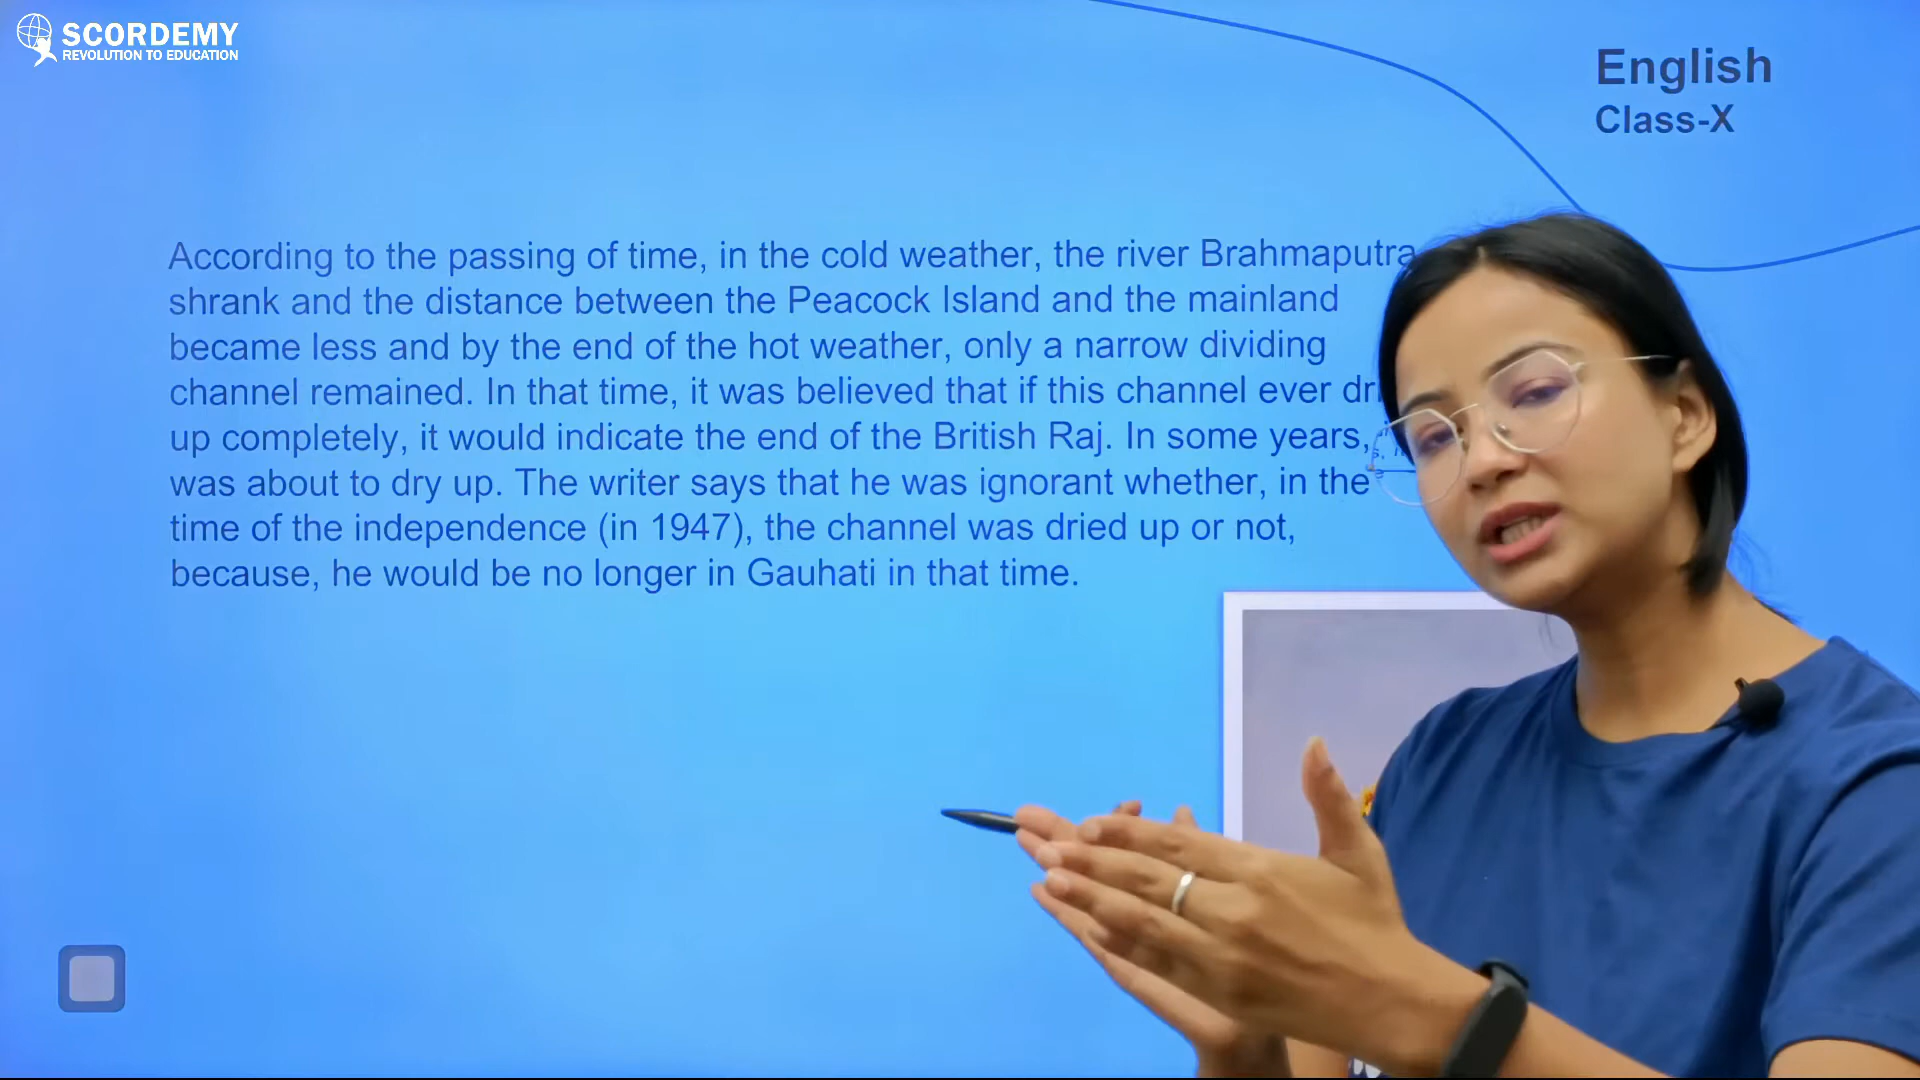 SCORDEMY
REVOLUTION TO EDUCATION
English
Class-X
According to the passing of time, in the cold weather, the river Brahmaputra
shrank and the distance between the Peacock Island and the mainland
became less and by the end of the hot weather, only a narrow dividing
channel remained. In that time, it was believed that if this channel ever
up completely, it would indicate the end of the British Raj. In some years,
was about to dry up. The writer says that he was ignorant whether, in the
time of the independence (in 1947), the channel was dried up or not,
because, he would be no longer in Gauhati in that time.